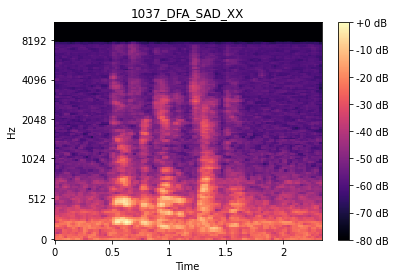 1037_DFA_SAD_XX
+0 dB
8192
-10 dB
4096
-20 dB
-30 dB
2048
-40 dB
Hz
1024
-50 dB
-60 dB
512
-70 dB
0
-80 dB
0 0.5 1 1.5 2
Time